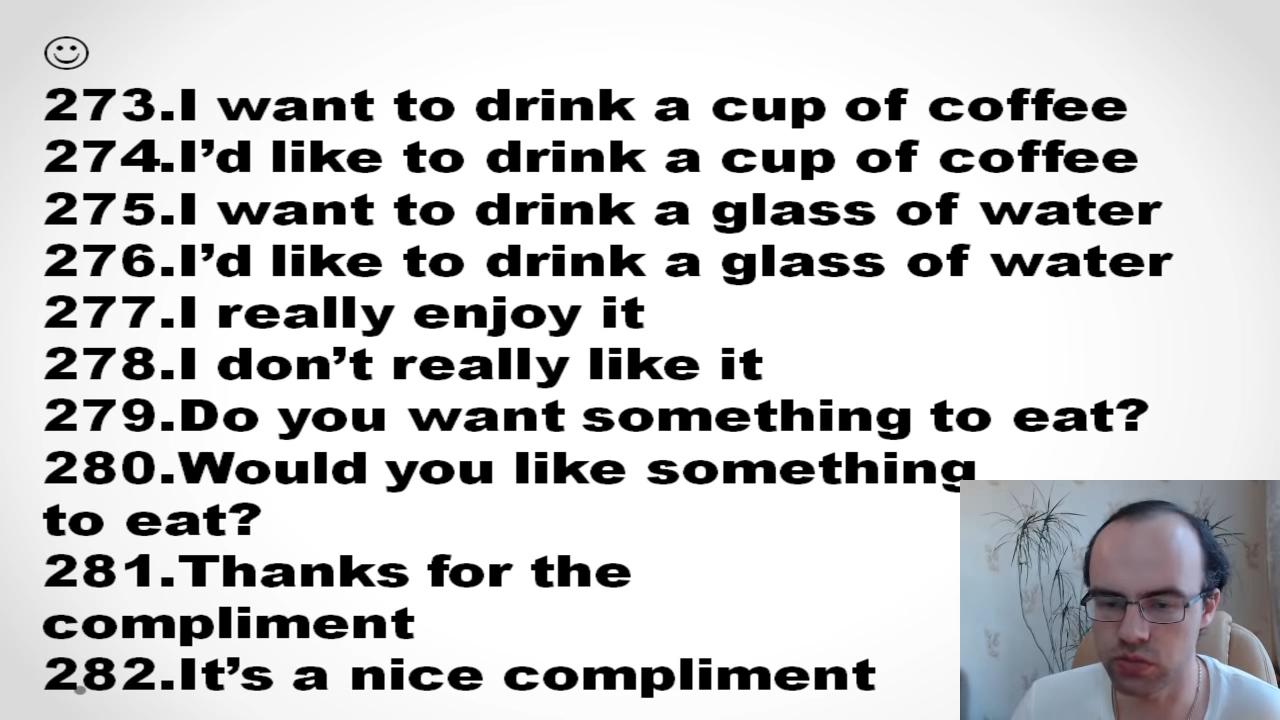 273.I want to drink a cup of coffee
274.I’d like to drink a cup of coffee
275.I want to drink a glass of water
276.I’d like to drink a glass of water
277.I really enjoy it
278.I don’t really like it
279.Do you want something to eat?
280.Would you like something
to eat?
281.Thanks for the
compliment
282.It’s a nice compliment